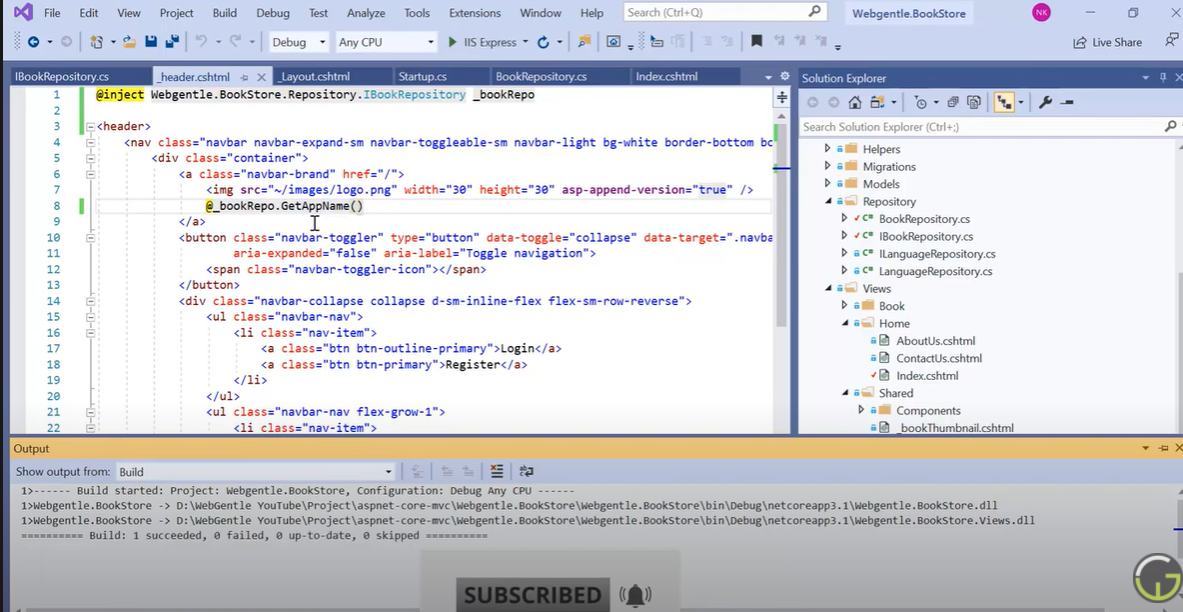 File Edit View Project Build Debug Test Analyze Tools Extensions Window Help Search (Ctrl+Q) Webgentle.BookStore NK
Debug Any CPU IIS Express Live Share
IBookRepository.cs _header.cshtml _Layout.cshtml Startup.cs BookRepository.cs Index.cshtml
1 @inject Webgentle.BookStore.Repository.IBookRepository _bookRepo
2
3 <header>
4 <nav class="navbar navbar-expand-sm navbar-toggleable-sm navbar-light bg-white border-bottom bo
5 <div class="container">
6 <a class="navbar-brand" href="/">
7 <img src="~/images/logo.png" width="30" height="30" asp-append-version="true" />
8 @_bookRepo.GetAppName()
9 </a>
10 <button class="navbar-toggler" type="button" data-toggle="collapse" data-target=".navba
11 aria-expanded="false" aria-label="Toggle navigation">
12 <span class="navbar-toggler-icon"></span>
13 </button>
14 <div class="navbar-collapse collapse d-sm-inline-flex flex-sm-row-reverse">
15 <ul class="navbar-nav">
16 <li class="nav-item">
17 <a class="btn btn-outline-primary">Login</a>
18 <a class="btn btn-primary">Register</a>
19 </li>
20 </ul>
21 <ul class="navbar-nav flex-grow-1">
22 <li class="nav-item">
Solution Explorer
Search Solution Explorer (Ctrl+;)
Helpers
Migrations
Models
Repository
C# BookRepository.cs
C# IBookRepository.cs
C# ILanguageRepository.cs
C# LanguageRepository.cs
Views
Book
Home
AboutUs.cshtml
ContactUs.cshtml
Index.cshtml
Shared
Components
_bookThumbnail.cshtml
Output
Show output from: Build
1>------ Build started: Project: Webgentle.BookStore, Configuration: Debug Any CPU ------
1>Webgentle.BookStore -> D:\WebGentle YouTube\Project\aspnet-core-mvc\Webgentle.BookStore\Webgentle.BookStore\bin\Debug\netcoreapp3.1\Webgentle.BookStore.dll
1>Webgentle.BookStore -> D:\WebGentle YouTube\Project\aspnet-core-mvc\Webgentle.BookStore\Webgentle.BookStore\bin\Debug\netcoreapp3.1\Webgentle.BookStore.Views.dll
========== Build: 1 succeeded, 0 failed, 0 up-to-date, 0 skipped ==========
SUBSCRIBED